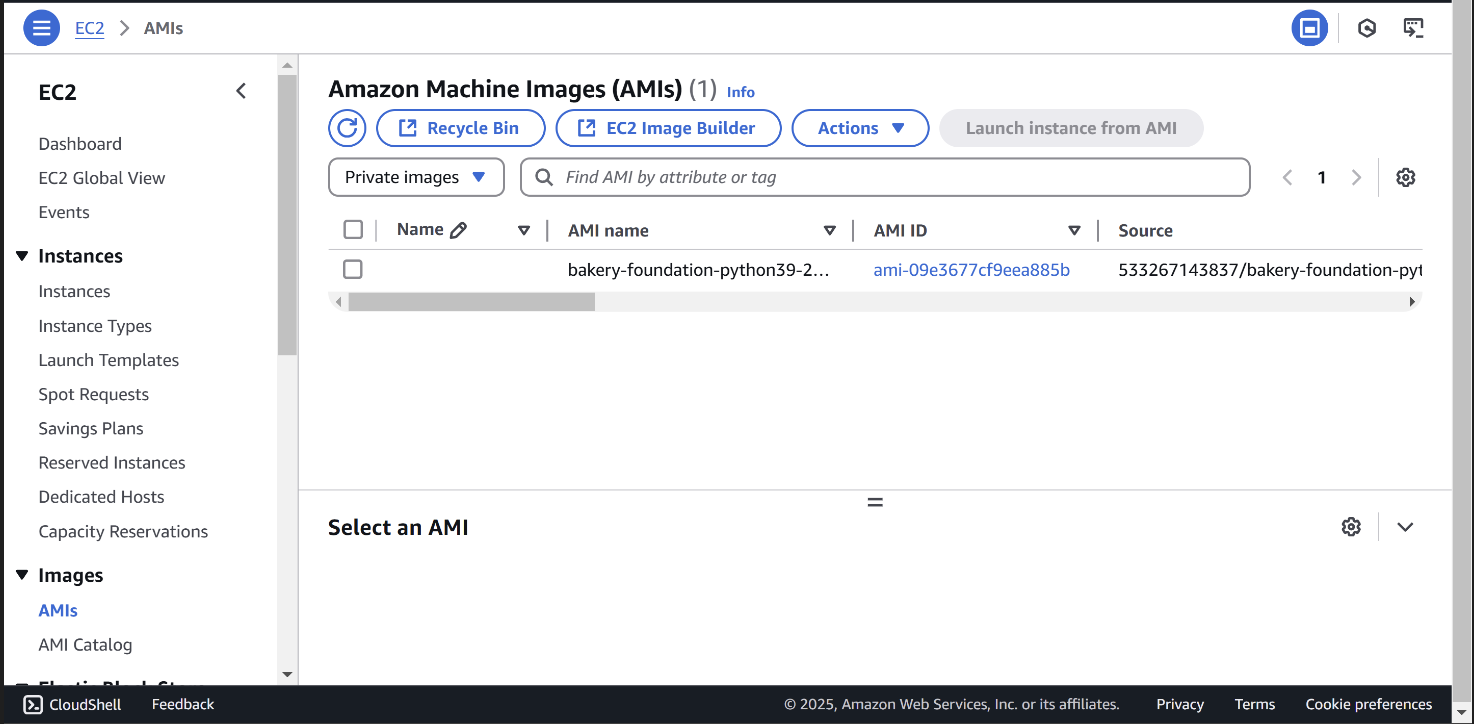 EC2 > AMIs
EC2
Dashboard
EC2 Global View
Events
Instances
Instances
Instance Types
Launch Templates
Spot Requests
Savings Plans
Reserved Instances
Dedicated Hosts
Capacity Reservations
Images
AMIs
AMI Catalog
Amazon Machine Images (AMIs) (1) Info
Recycle Bin EC2 Image Builder Actions Launch instance from AMI
Private images Find AMI by attribute or tag 1
Name AMI name AMI ID Source
bakery-foundation-python39-2... ami-09e3677cf9eea885b 533267143837/bakery-foundation-pyt
Select an AMI
CloudShell Feedback © 2025, Amazon Web Services, Inc. or its affiliates. Privacy Terms Cookie preferences